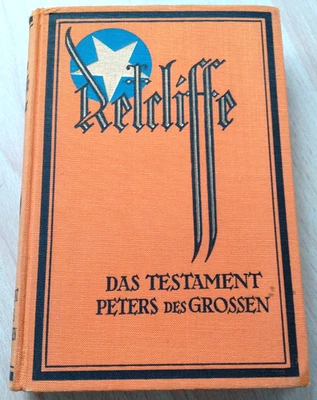 Retcliffe
DAS TESTAMENT
PETERS DES GROSSEN